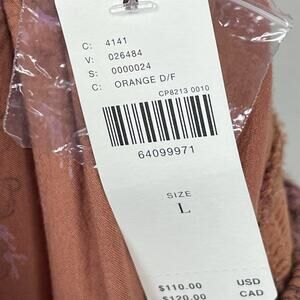 C: 4141
V: 026484
S: 0000024
C: ORANGE D/F
CP8213 0010
64099971
SIZE
L
$110.00 USD
$120.00 CAD